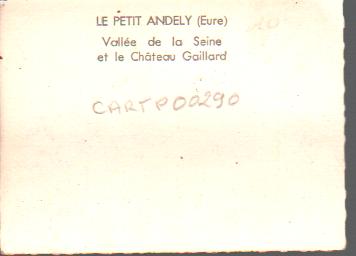 LE PETIT ANDELY (Eure)
Vallée de la Seine
et le Château Gaillard
CARTP00290